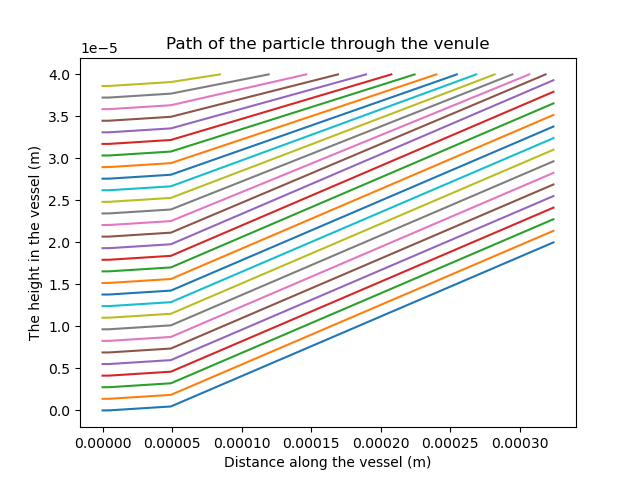 Path of the particle through the venule
1e−5
4.0
3.5
3.0
2.5
2.0
1.5
1.0
0.5
0.0
The height in the vessel (m)
0.00000 0.00005 0.00010 0.00015 0.00020 0.00025 0.00030
Distance along the vessel (m)